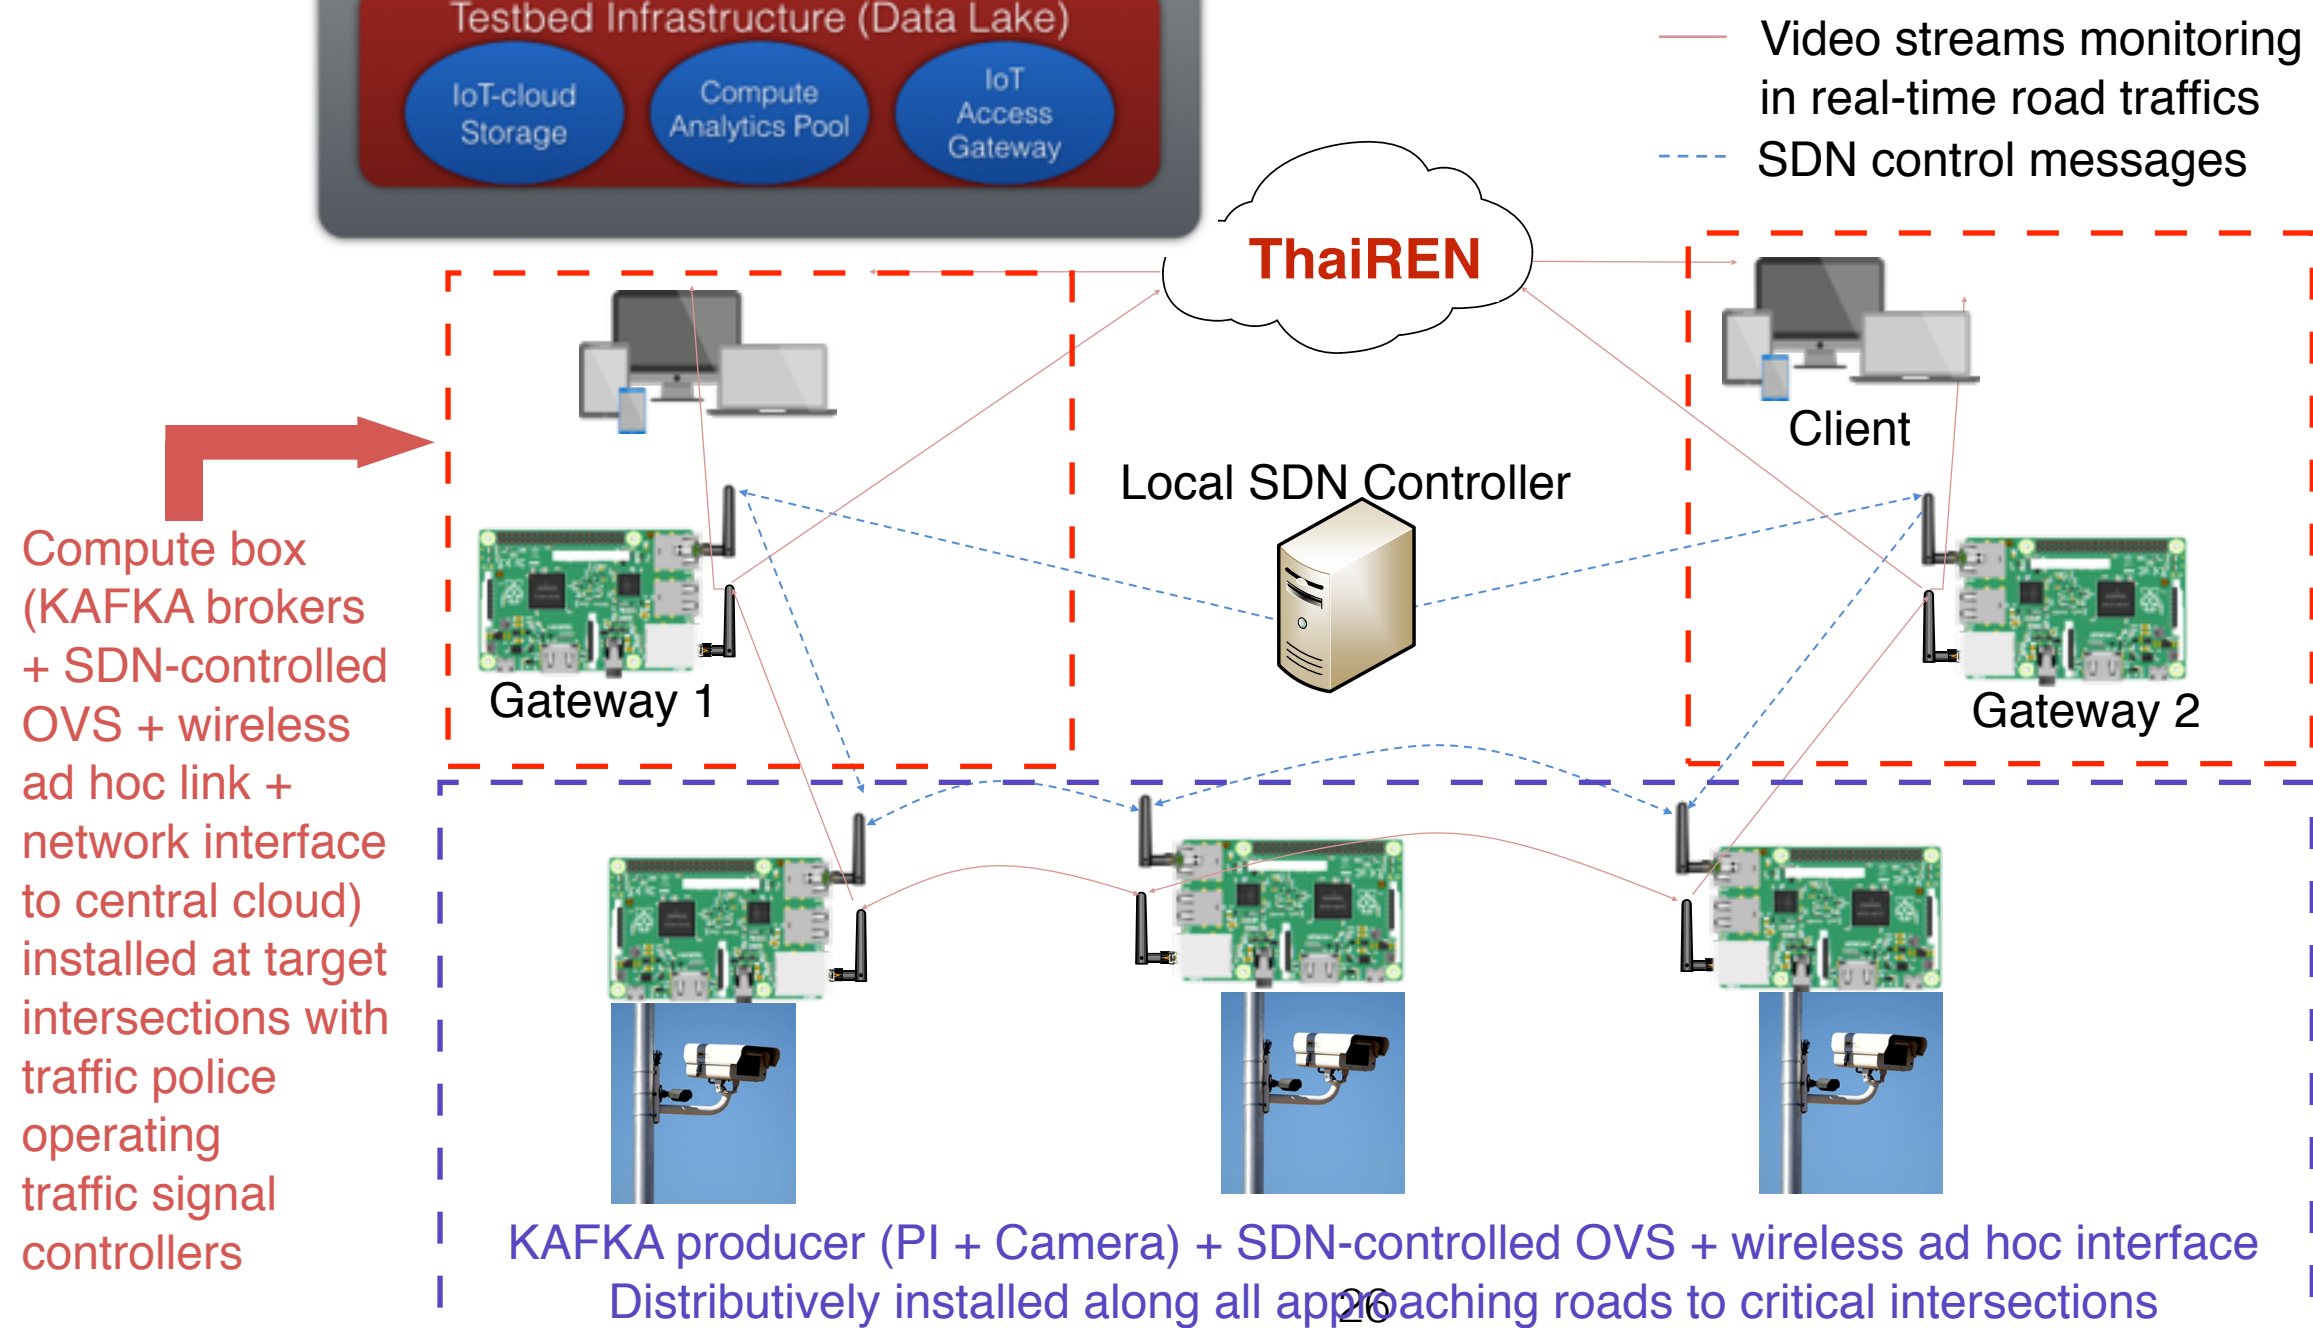 Testbed Infrastructure (Data Lake)
IoT-cloud
Storage
Compute
Analytics Pool
IoT
Access
Gateway
Video streams monitoring
in real-time road traffics
SDN control messages
ThaiREN
Client
Local SDN Controller
Gateway 1
Gateway 2
Compute box
(KAFKA brokers
+ SDN-controlled
OVS + wireless
ad hoc link +
network interface
to central cloud)
installed at target
intersections with
traffic police
operating
traffic signal
controllers
KAFKA producer (PI + Camera) + SDN-controlled OVS + wireless ad hoc interface
Distributively installed along all approaching roads to critical intersections
26